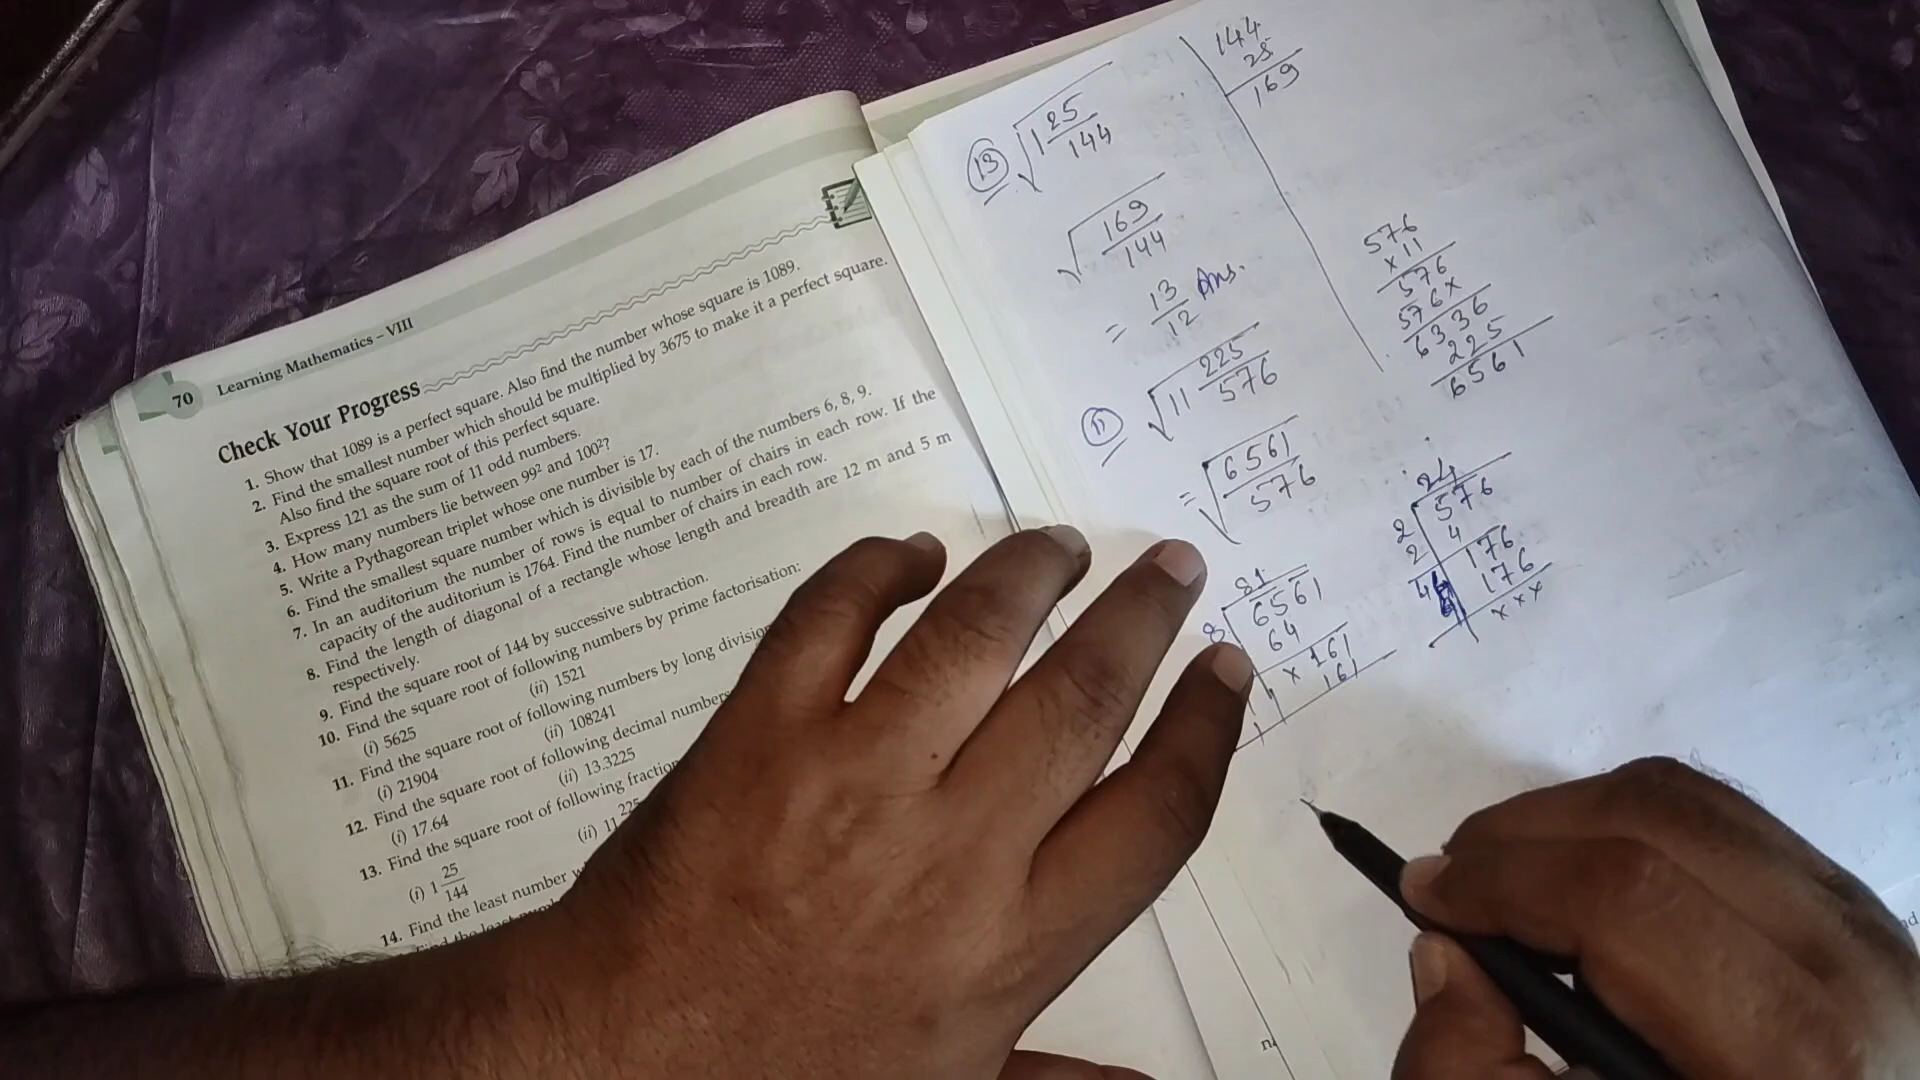 70 Learning Mathematics – VIII
Check Your Progress
1. Show that 1089 is a perfect square. Also find the number whose square is 1089.
2. Find the smallest number which should be multiplied by 3675 to make it a perfect square.
Also find the square root of this perfect square.
3. Express 121 as the sum of 11 odd numbers.
4. How many numbers lie between 99² and 100²?
5. Write a Pythagorean triplet whose one number is 17.
6. Find the smallest square number which is divisible by each of the numbers 6, 8, 9.
7. In an auditorium the number of rows is equal to number of chairs in each row. If the
capacity of the auditorium is 1764. Find the number of chairs in each row.
8. Find the length of diagonal of a rectangle whose length and breadth are 12 m and 5 m
respectively.
9. Find the square root of 144 by successive subtraction.
10. Find the square root of following numbers by prime factorisation:
(i) 5625 (ii) 1521
11. Find the square root of following numbers by long division
(i) 21904 (ii) 108241
12. Find the square root of following decimal numbers
(i) 17.64 (ii) 13.3225
13. Find the square root of following fraction
(i) 1 25/144 (ii) 11 225
14. Find the least number
13 √1 25/144
√169/144
= 13/12 Ans.
√11 225/576
= √6561/576
81
8 6561
64
× 161
161
144
25
169
576
×11
576
576×
6336
225
6561
24
2 576
2 4
176
176
× × ×